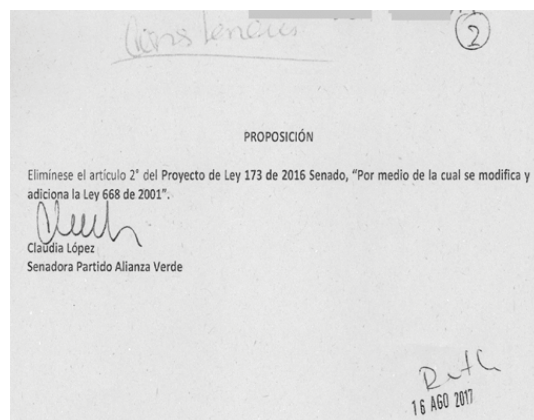 Constancia
2
PROPOSICIÓN
Elimínese el artículo 2° del Proyecto de Ley 173 de 2016 Senado, “Por medio de la cual se modifica y
adiciona la Ley 668 de 2001”.
Claudia López
Senadora Partido Alianza Verde
16 AGO 2017